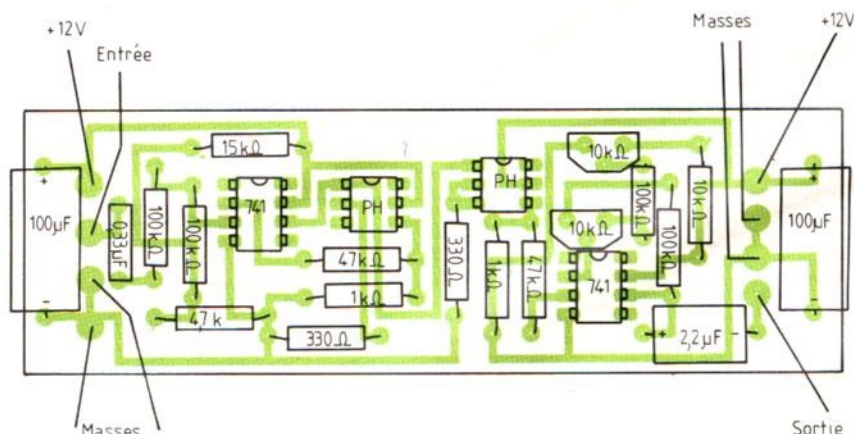 +12V
Entrée
Masses
+12V
15kΩ
10kΩ
100µF
0,33µF
100kΩ
100kΩ
741
PH
PH
10kΩ
100kΩ
100kΩ
10kΩ
100µF
47kΩ
1kΩ
4,7k
330Ω
330Ω
1kΩ
47kΩ
741
2,2µF
Masses
Sortie